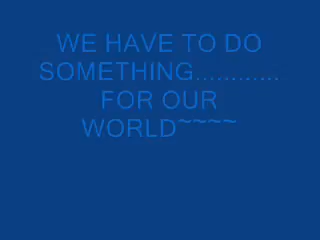 WE HAVE TO DO
SOMETHING............
FOR OUR
WORLD~~~~